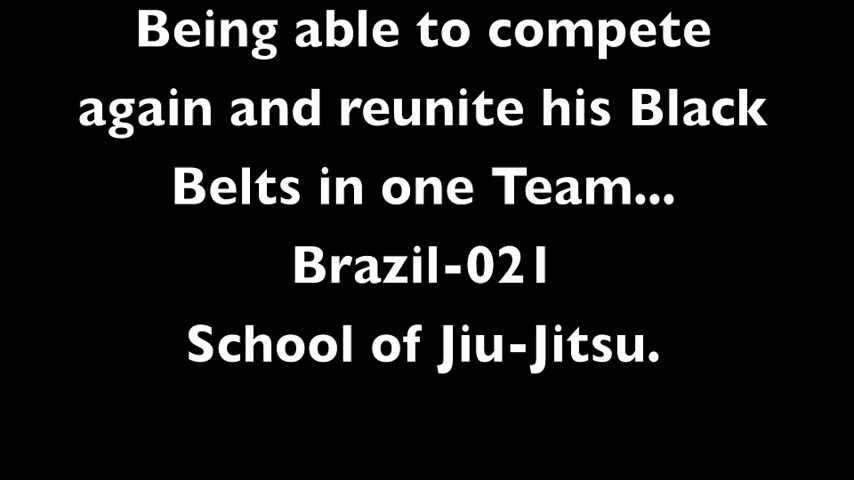 Being able to compete
again and reunite his Black
Belts in one Team...
Brazil-021
School of Jiu-Jitsu.